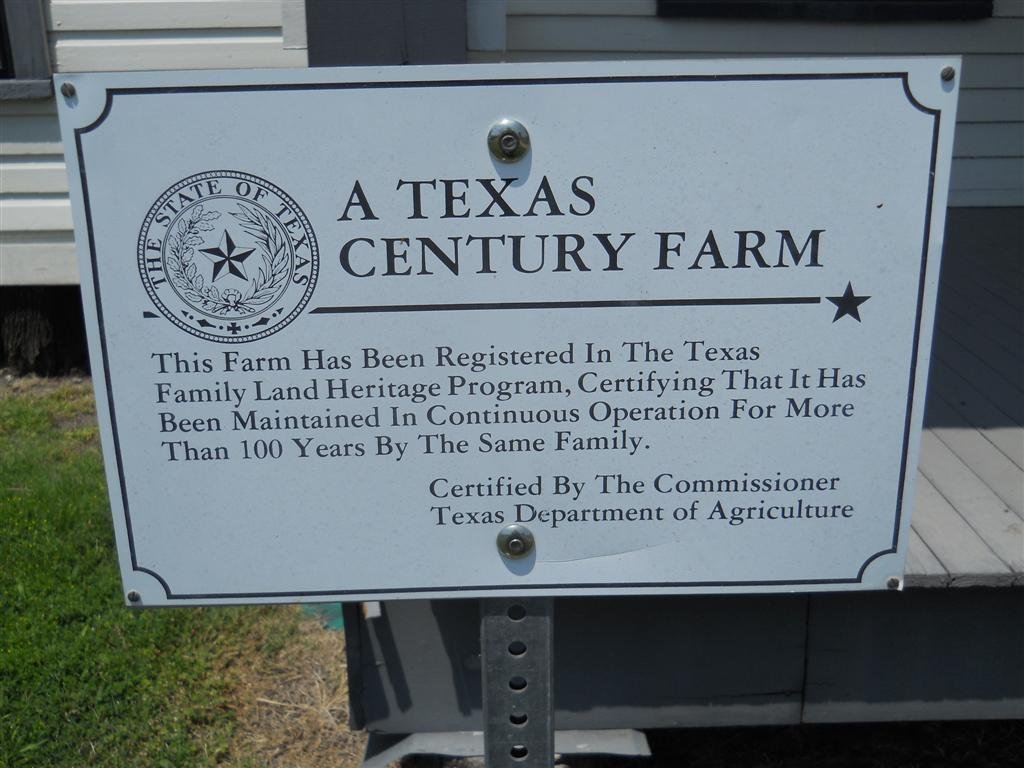 THE STATE OF TEXAS
A TEXAS
CENTURY FARM
This Farm Has Been Registered In The Texas
Family Land Heritage Program, Certifying That It Has
Been Maintained In Continuous Operation For More
Than 100 Years By The Same Family.
Certified By The Commissioner
Texas Department of Agriculture